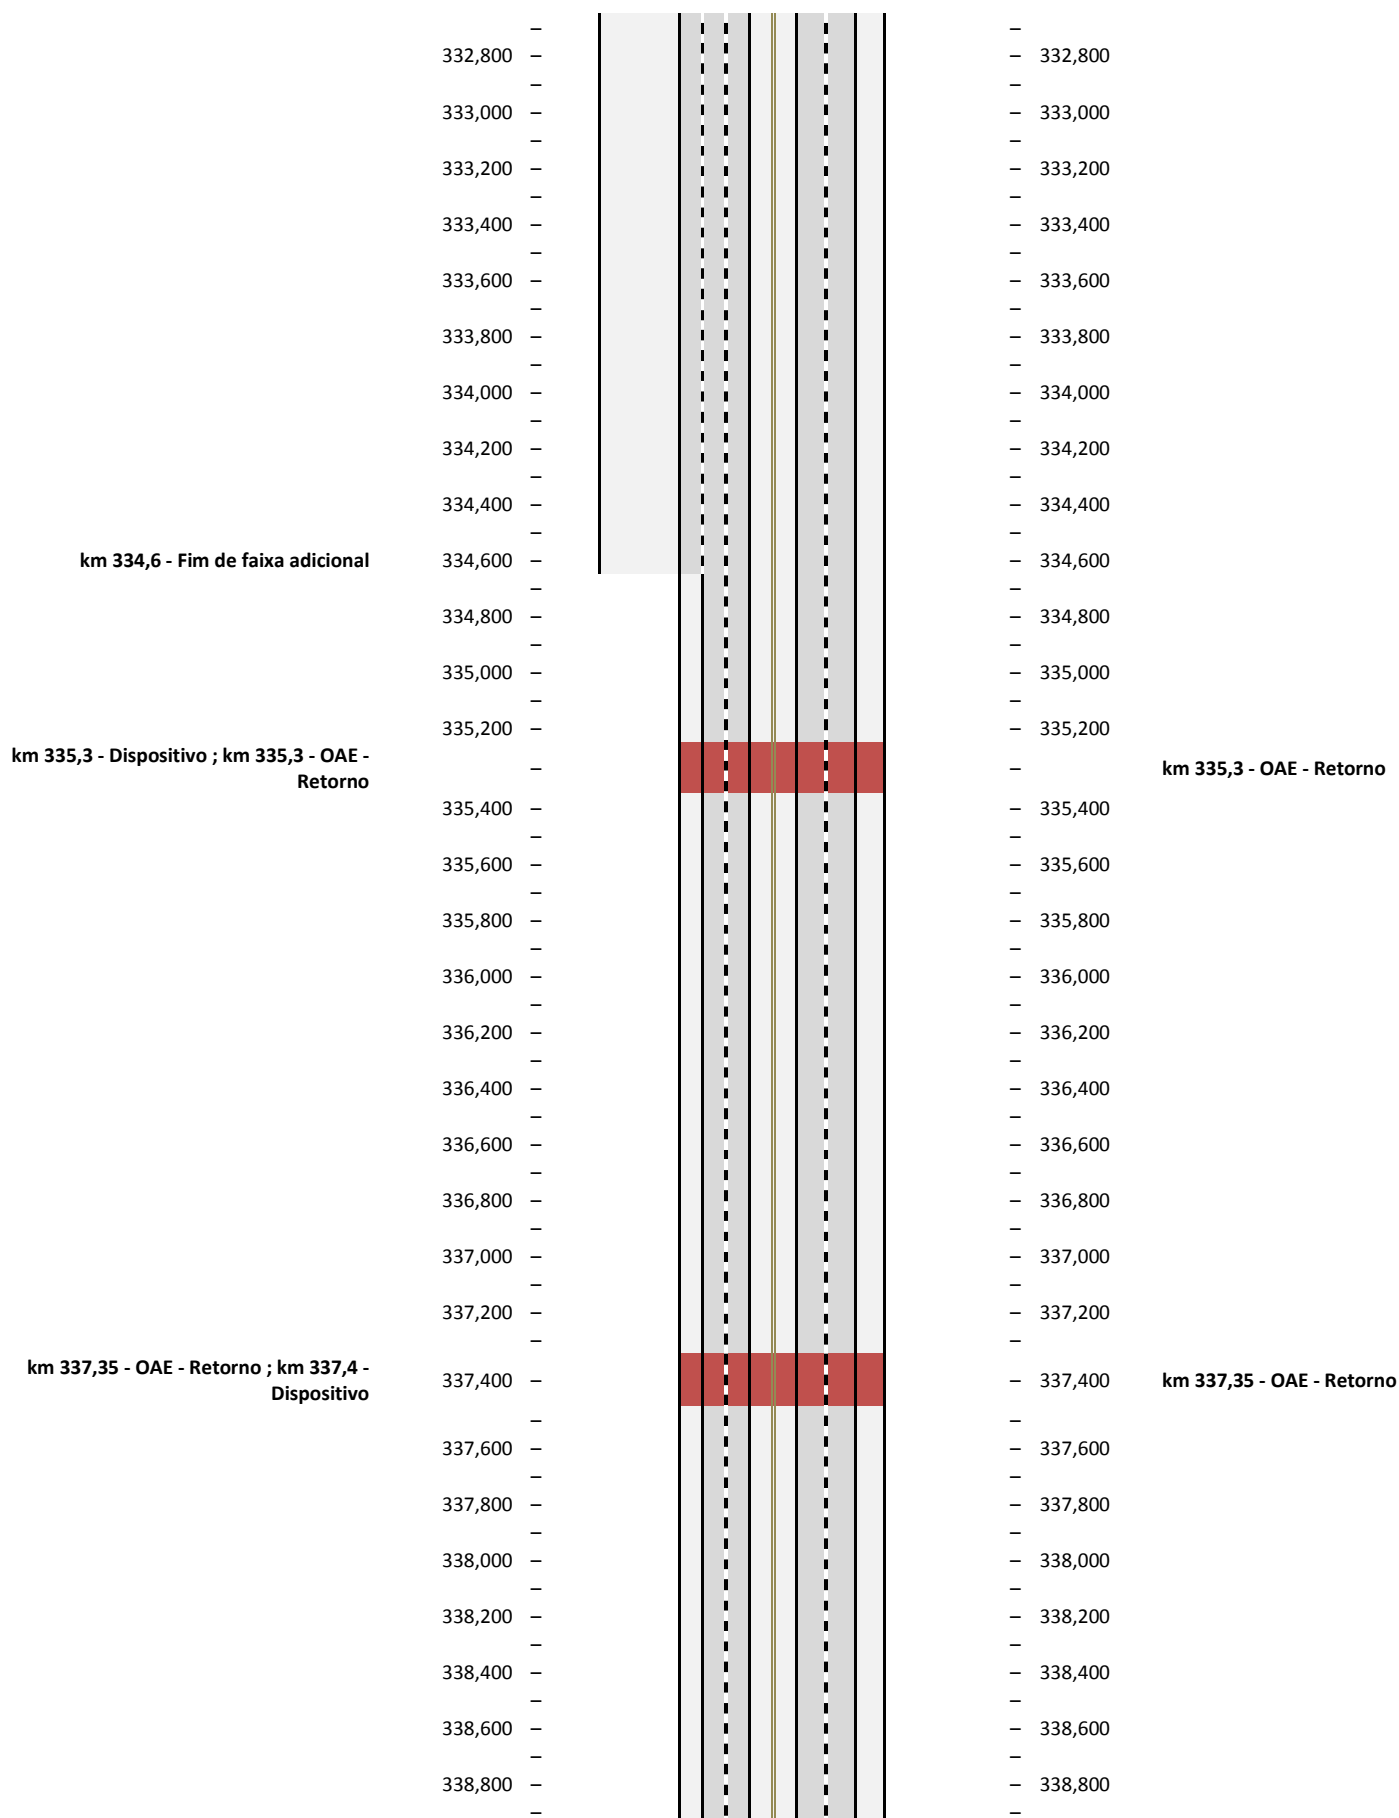 –  –
332,800 –  – 332,800
–  –
333,000 –  – 333,000
–  –
333,200 –  – 333,200
–  –
333,400 –  – 333,400
–  –
333,600 –  – 333,600
–  –
333,800 –  – 333,800
–  –
334,000 –  – 334,000
–  –
334,200 –  – 334,200
–  –
334,400 –  – 334,400
–  –
km 334,6 - Fim de faixa adicional 334,600 –  – 334,600
–  –
334,800 –  – 334,800
–  –
335,000 –  – 335,000
–  –
335,200 –  – 335,200
km 335,3 - Dispositivo ; km 335,3 - OAE -
Retorno –  – km 335,3 - OAE - Retorno
335,400 –  – 335,400
–  –
335,600 –  – 335,600
–  –
335,800 –  – 335,800
–  –
336,000 –  – 336,000
–  –
336,200 –  – 336,200
–  –
336,400 –  – 336,400
–  –
336,600 –  – 336,600
–  –
336,800 –  – 336,800
–  –
337,000 –  – 337,000
–  –
337,200 –  – 337,200
–  –
km 337,35 - OAE - Retorno ; km 337,4 -
Dispositivo 337,400 –  – 337,400 km 337,35 - OAE - Retorno
–  –
337,600 –  – 337,600
–  –
337,800 –  – 337,800
–  –
338,000 –  – 338,000
–  –
338,200 –  – 338,200
–  –
338,400 –  – 338,400
–  –
338,600 –  – 338,600
–  –
338,800 –  – 338,800
–  –